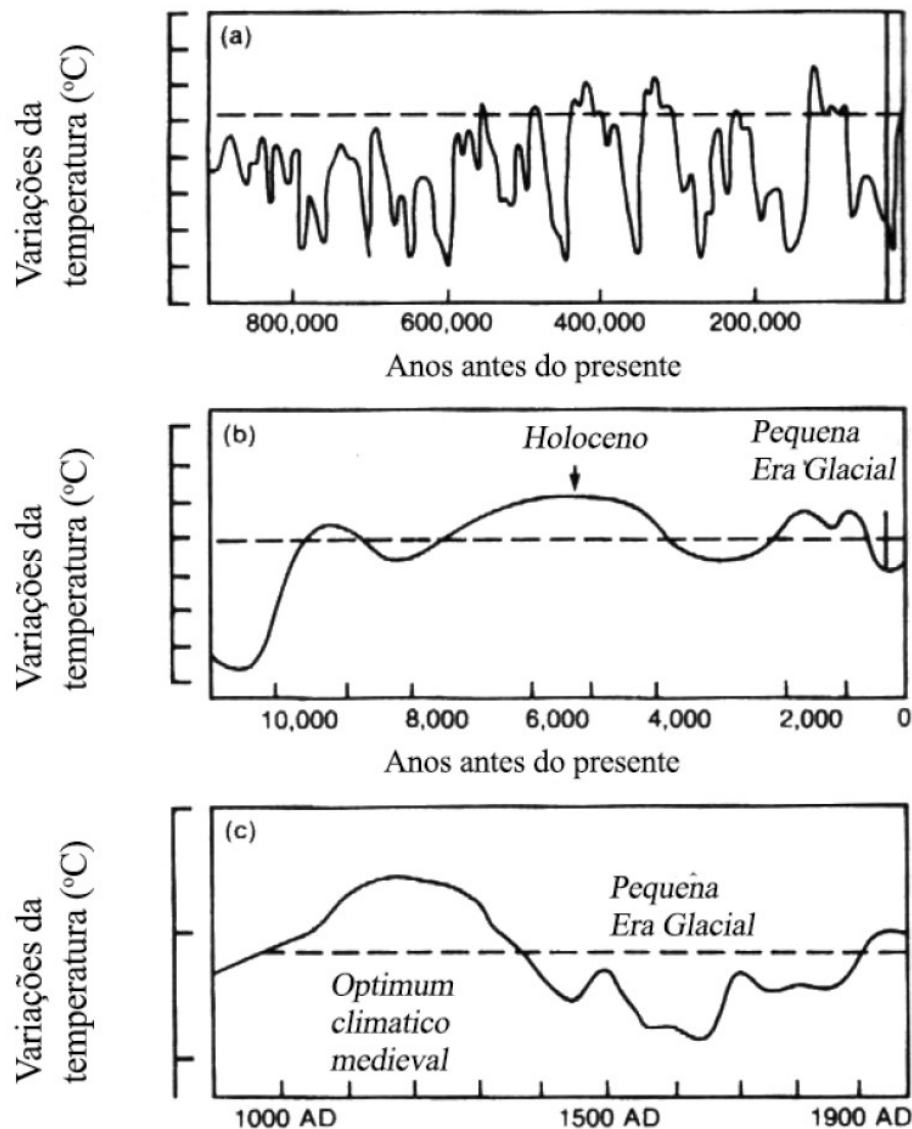 (a)
Variações da
temperatura (°C)
800,000 600,000 400,000 200,000
Anos antes do presente
(b)
Holoceno
Pequena
Era Glacial
Variações da
temperatura (°C)
10,000 8,000 6,000 4,000 2,000 0
Anos antes do presente
(c)
Pequena
Era Glacial
Optimum
climatico
medieval
Variações da
temperatura (°C)
1000 AD 1500 AD 1900 AD